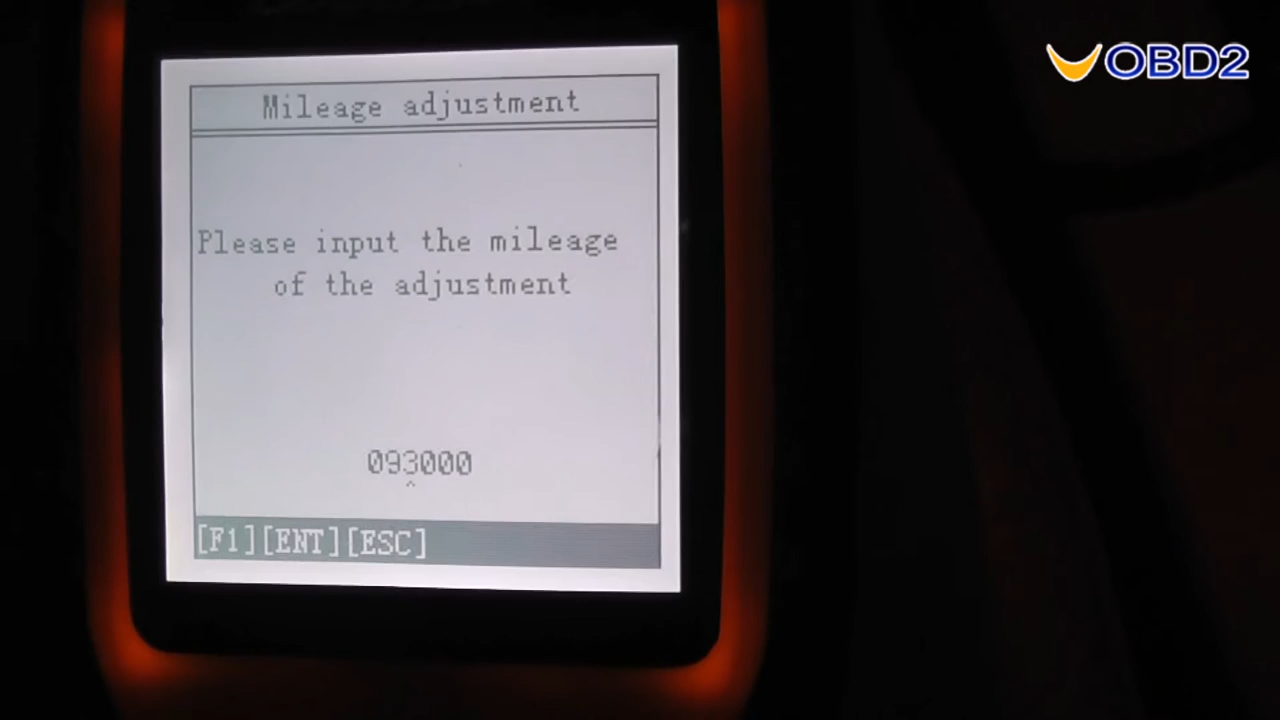 OBD2
Mileage adjustment
Please input the mileage
of the adjustment
093000
^
[F1][ENT][ESC]